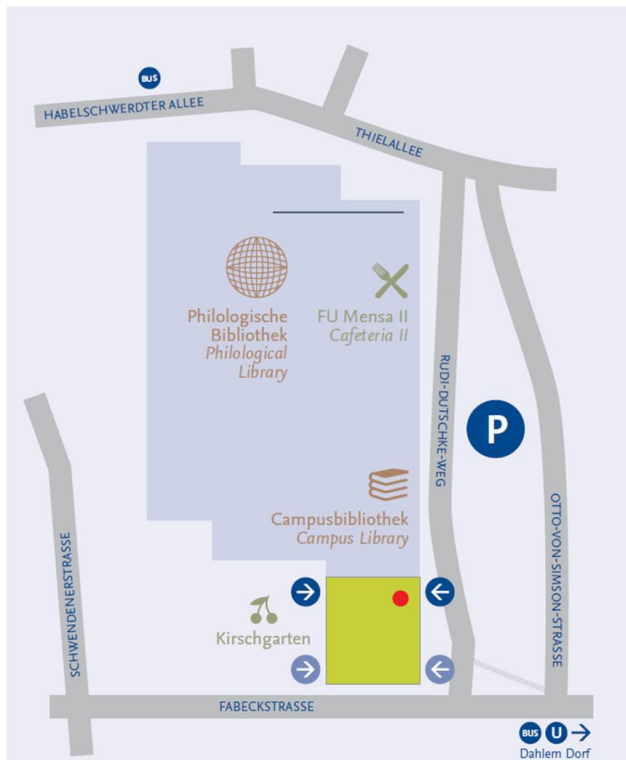 BUS
HABELSCHWERDTER ALLEE
THIELALLEE
Philologische
Bibliothek
Philological
Library
FU Mensa II
Cafeteria II
RUDI-DUTSCHKE-WEG
P
Campusbibliothek
Campus Library
OTTO-VON-SIMSON-STRASSE
SCHWENDENERSTRASSE
Kirschgarten
FABECKSTRASSE
BUS U
Dahlem Dorf